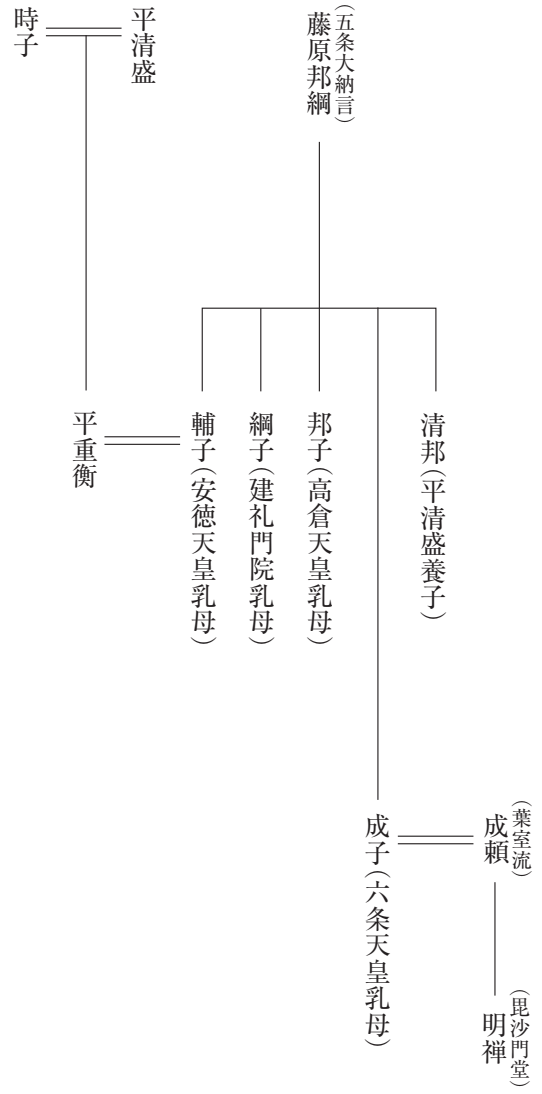 （毘沙門堂）
明禅
（葉室流）
成頼
成子（六条天皇乳母）
清邦（平清盛養子）
邦子（高倉天皇乳母）
綱子（建礼門院乳母）
輔子（安徳天皇乳母）
平重衡
（五条大納言）
藤原邦綱
平清盛
時子